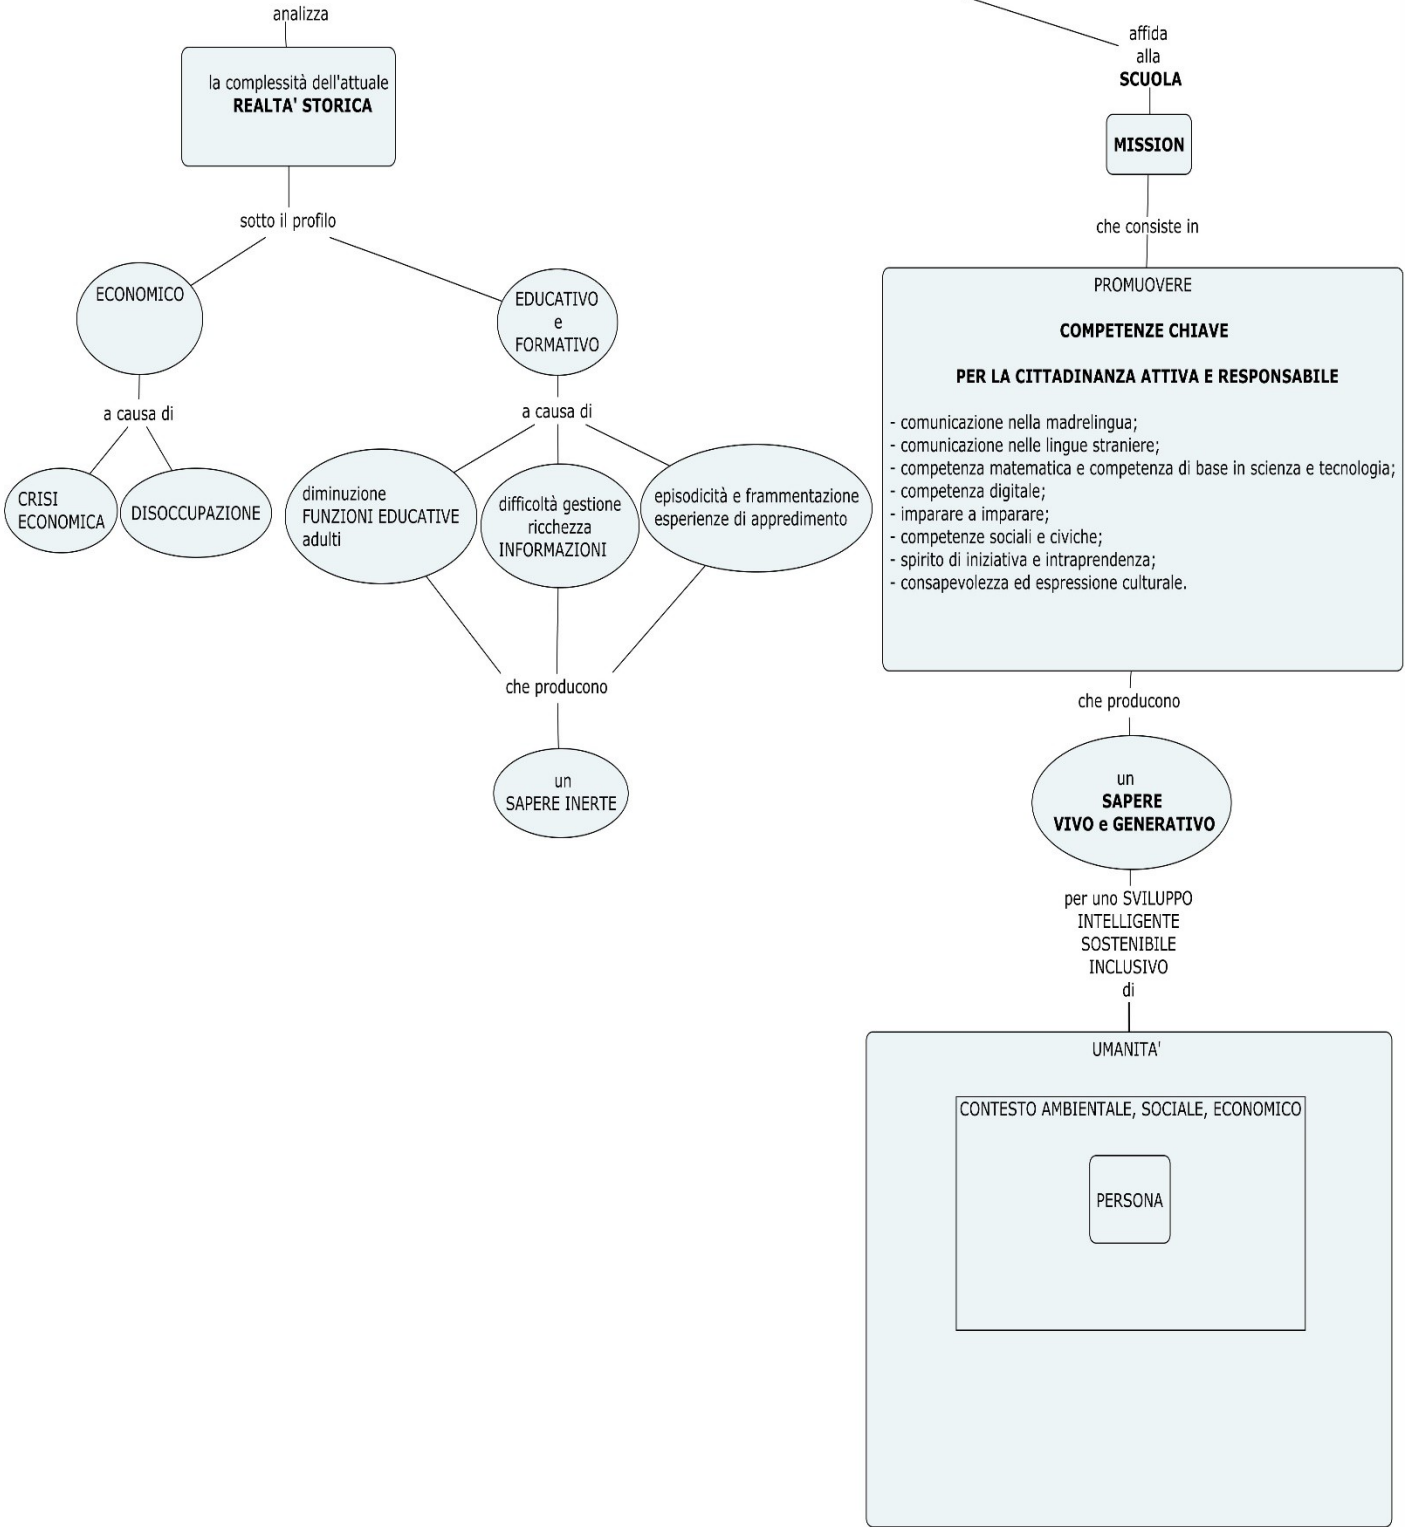 analizza
la complessità dell'attuale
REALTA' STORICA
sotto il profilo
ECONOMICO
a causa di
CRISI
ECONOMICA
DISOCCUPAZIONE
EDUCATIVO
e
FORMATIVO
a causa di
diminuzione
FUNZIONI EDUCATIVE
adulti
difficoltà gestione
ricchezza
INFORMAZIONI
episodicità e frammentazione
esperienze di appredimento
che producono
un
SAPERE INERTE
affida
alla
SCUOLA
MISSION
che consiste in
PROMUOVERE
COMPETENZE CHIAVE
PER LA CITTADINANZA ATTIVA E RESPONSABILE
- comunicazione nella madrelingua;
- comunicazione nelle lingue straniere;
- competenza matematica e competenza di base in scienza e tecnologia;
- competenza digitale;
- imparare a imparare;
- competenze sociali e civiche;
- spirito di iniziativa e intraprendenza;
- consapevolezza ed espressione culturale.
che producono
un
SAPERE
VIVO e GENERATIVO
per uno SVILUPPO
INTELLIGENTE
SOSTENIBILE
INCLUSIVO
di
UMANITA'
CONTESTO AMBIENTALE, SOCIALE, ECONOMICO
PERSONA